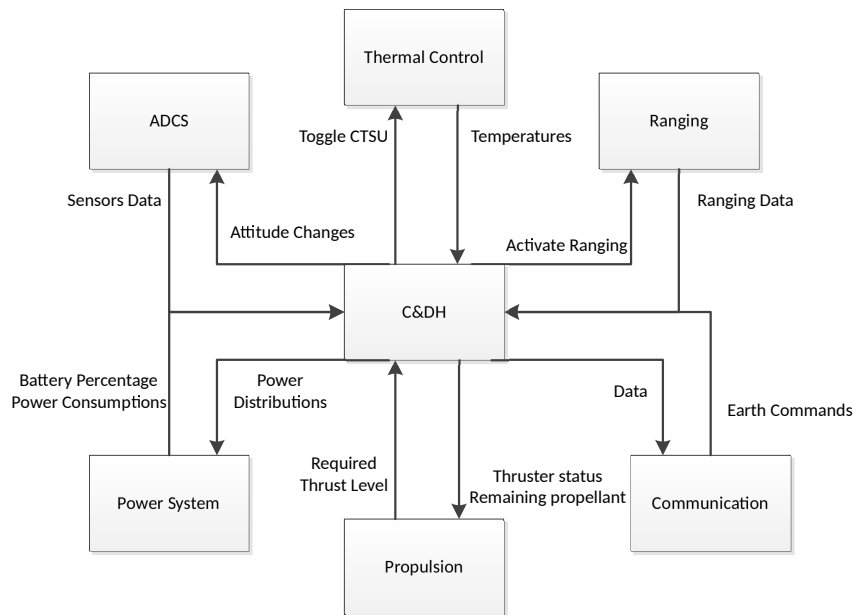 Thermal Control
ADCS
Ranging
Toggle CTSU
Temperatures
Sensors Data
Ranging Data
Attitude Changes
Activate Ranging
C&DH
Battery Percentage
Power Consumptions
Power
Distributions
Data
Earth Commands
Required
Thrust Level
Thruster status
Remaining propellant
Power System
Communication
Propulsion